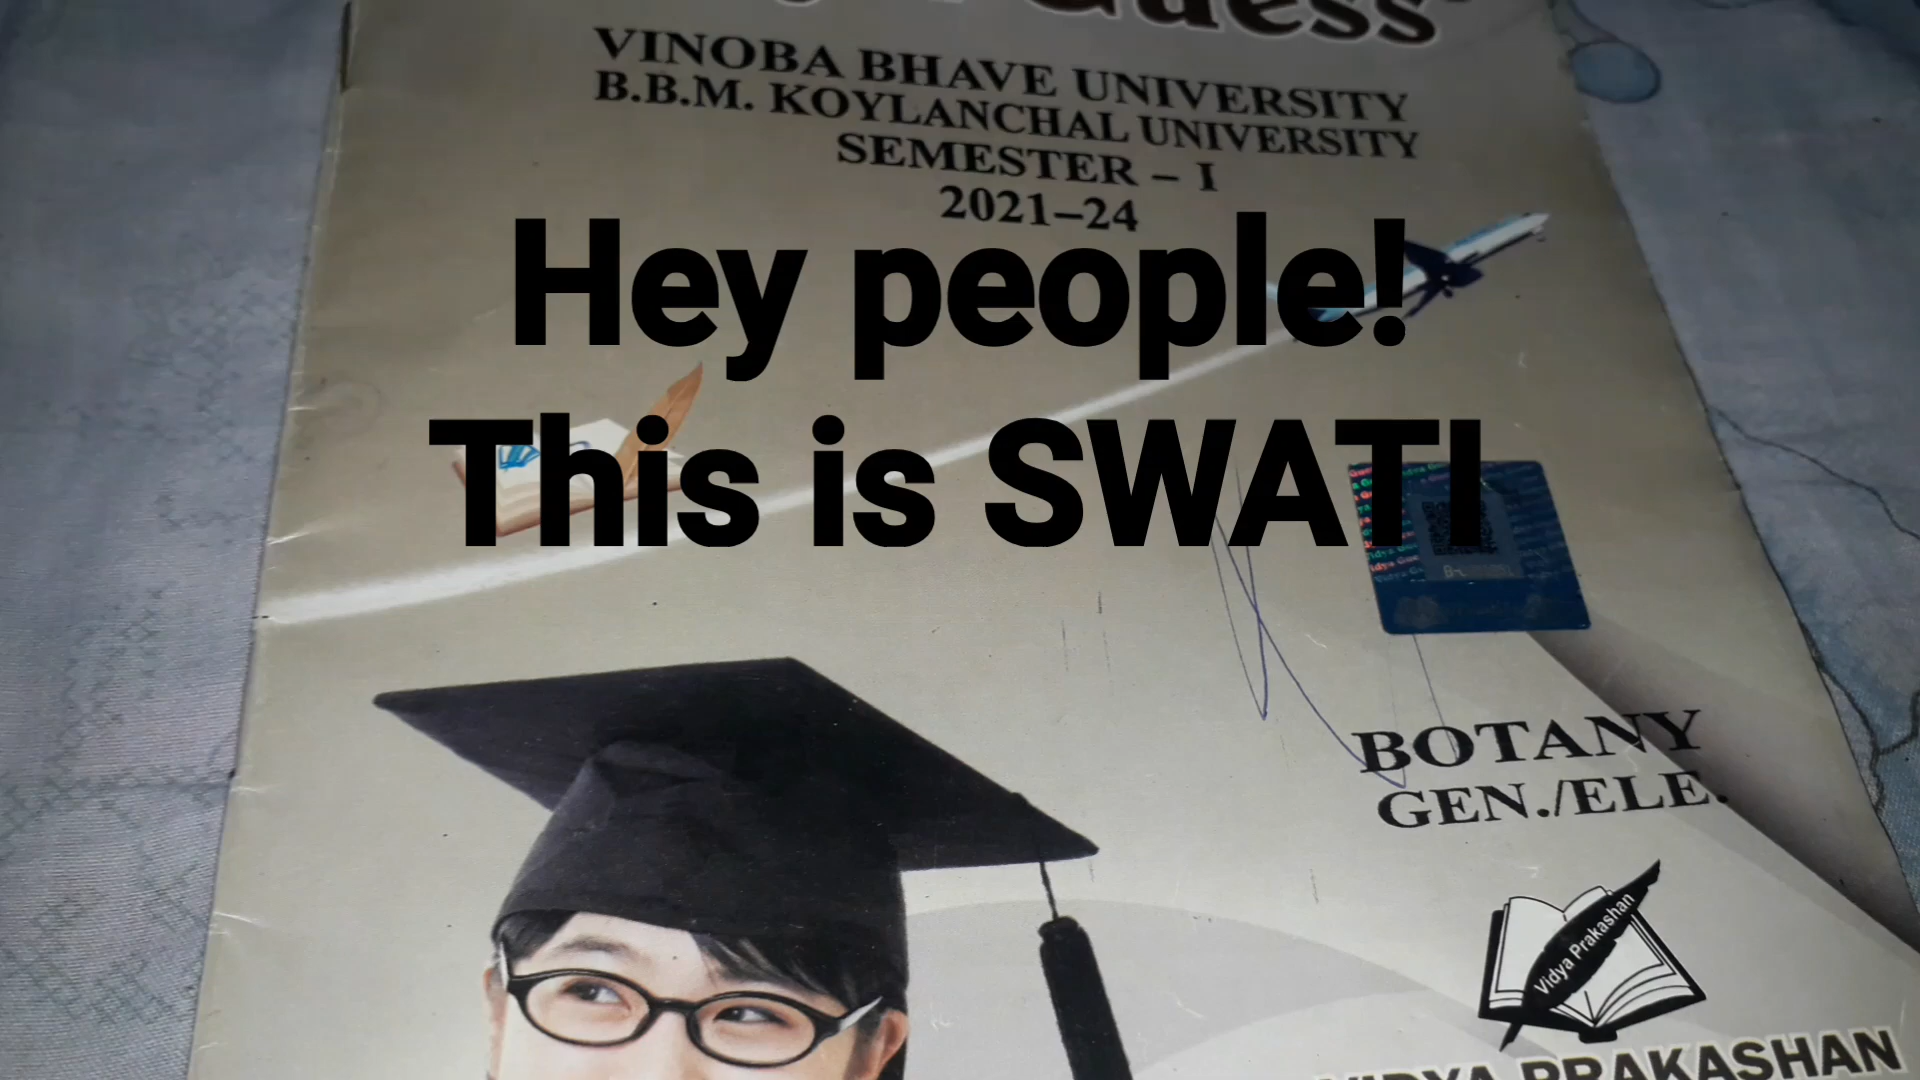 Guess
VINOBA BHAVE UNIVERSITY
B.B.M. KOYLANCHAL UNIVERSITY
SEMESTER – I
2021–24
Hey people!
This is SWATI
BOTANY
GEN./ELE.
Vidya Prakashan
VIDYA PRAKASHAN